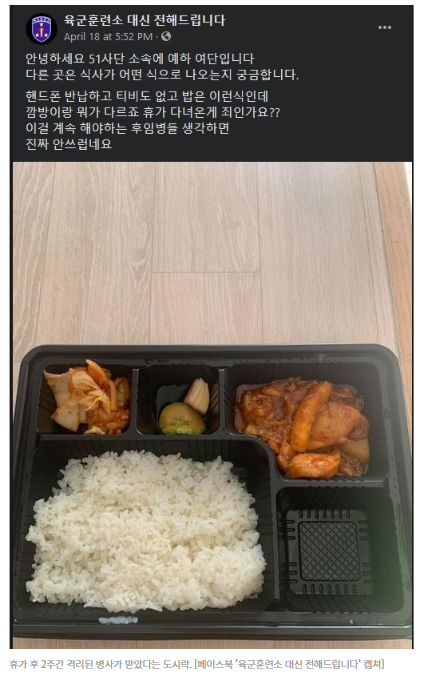 육군훈련소 대신 전해드립니다
April 18 at 5:52 PM ·
안녕하세요 51사단 소속에 예하 여단입니다
다른 곳은 식사가 어떤 식으로 나오는지 궁금합니다.
핸드폰 반납하고 티비도 없고 밥은 이런식인데
깜방이랑 뭐가 다르죠 휴가 다녀온게 죄인가요??
이걸 계속 해야하는 후임병들 생각하면
진짜 안쓰럽네요
휴가 후 2주간 격리된 병사가 받았다는 도시락. [페이스북 '육군훈련소 대신 전해드립니다' 캡쳐]